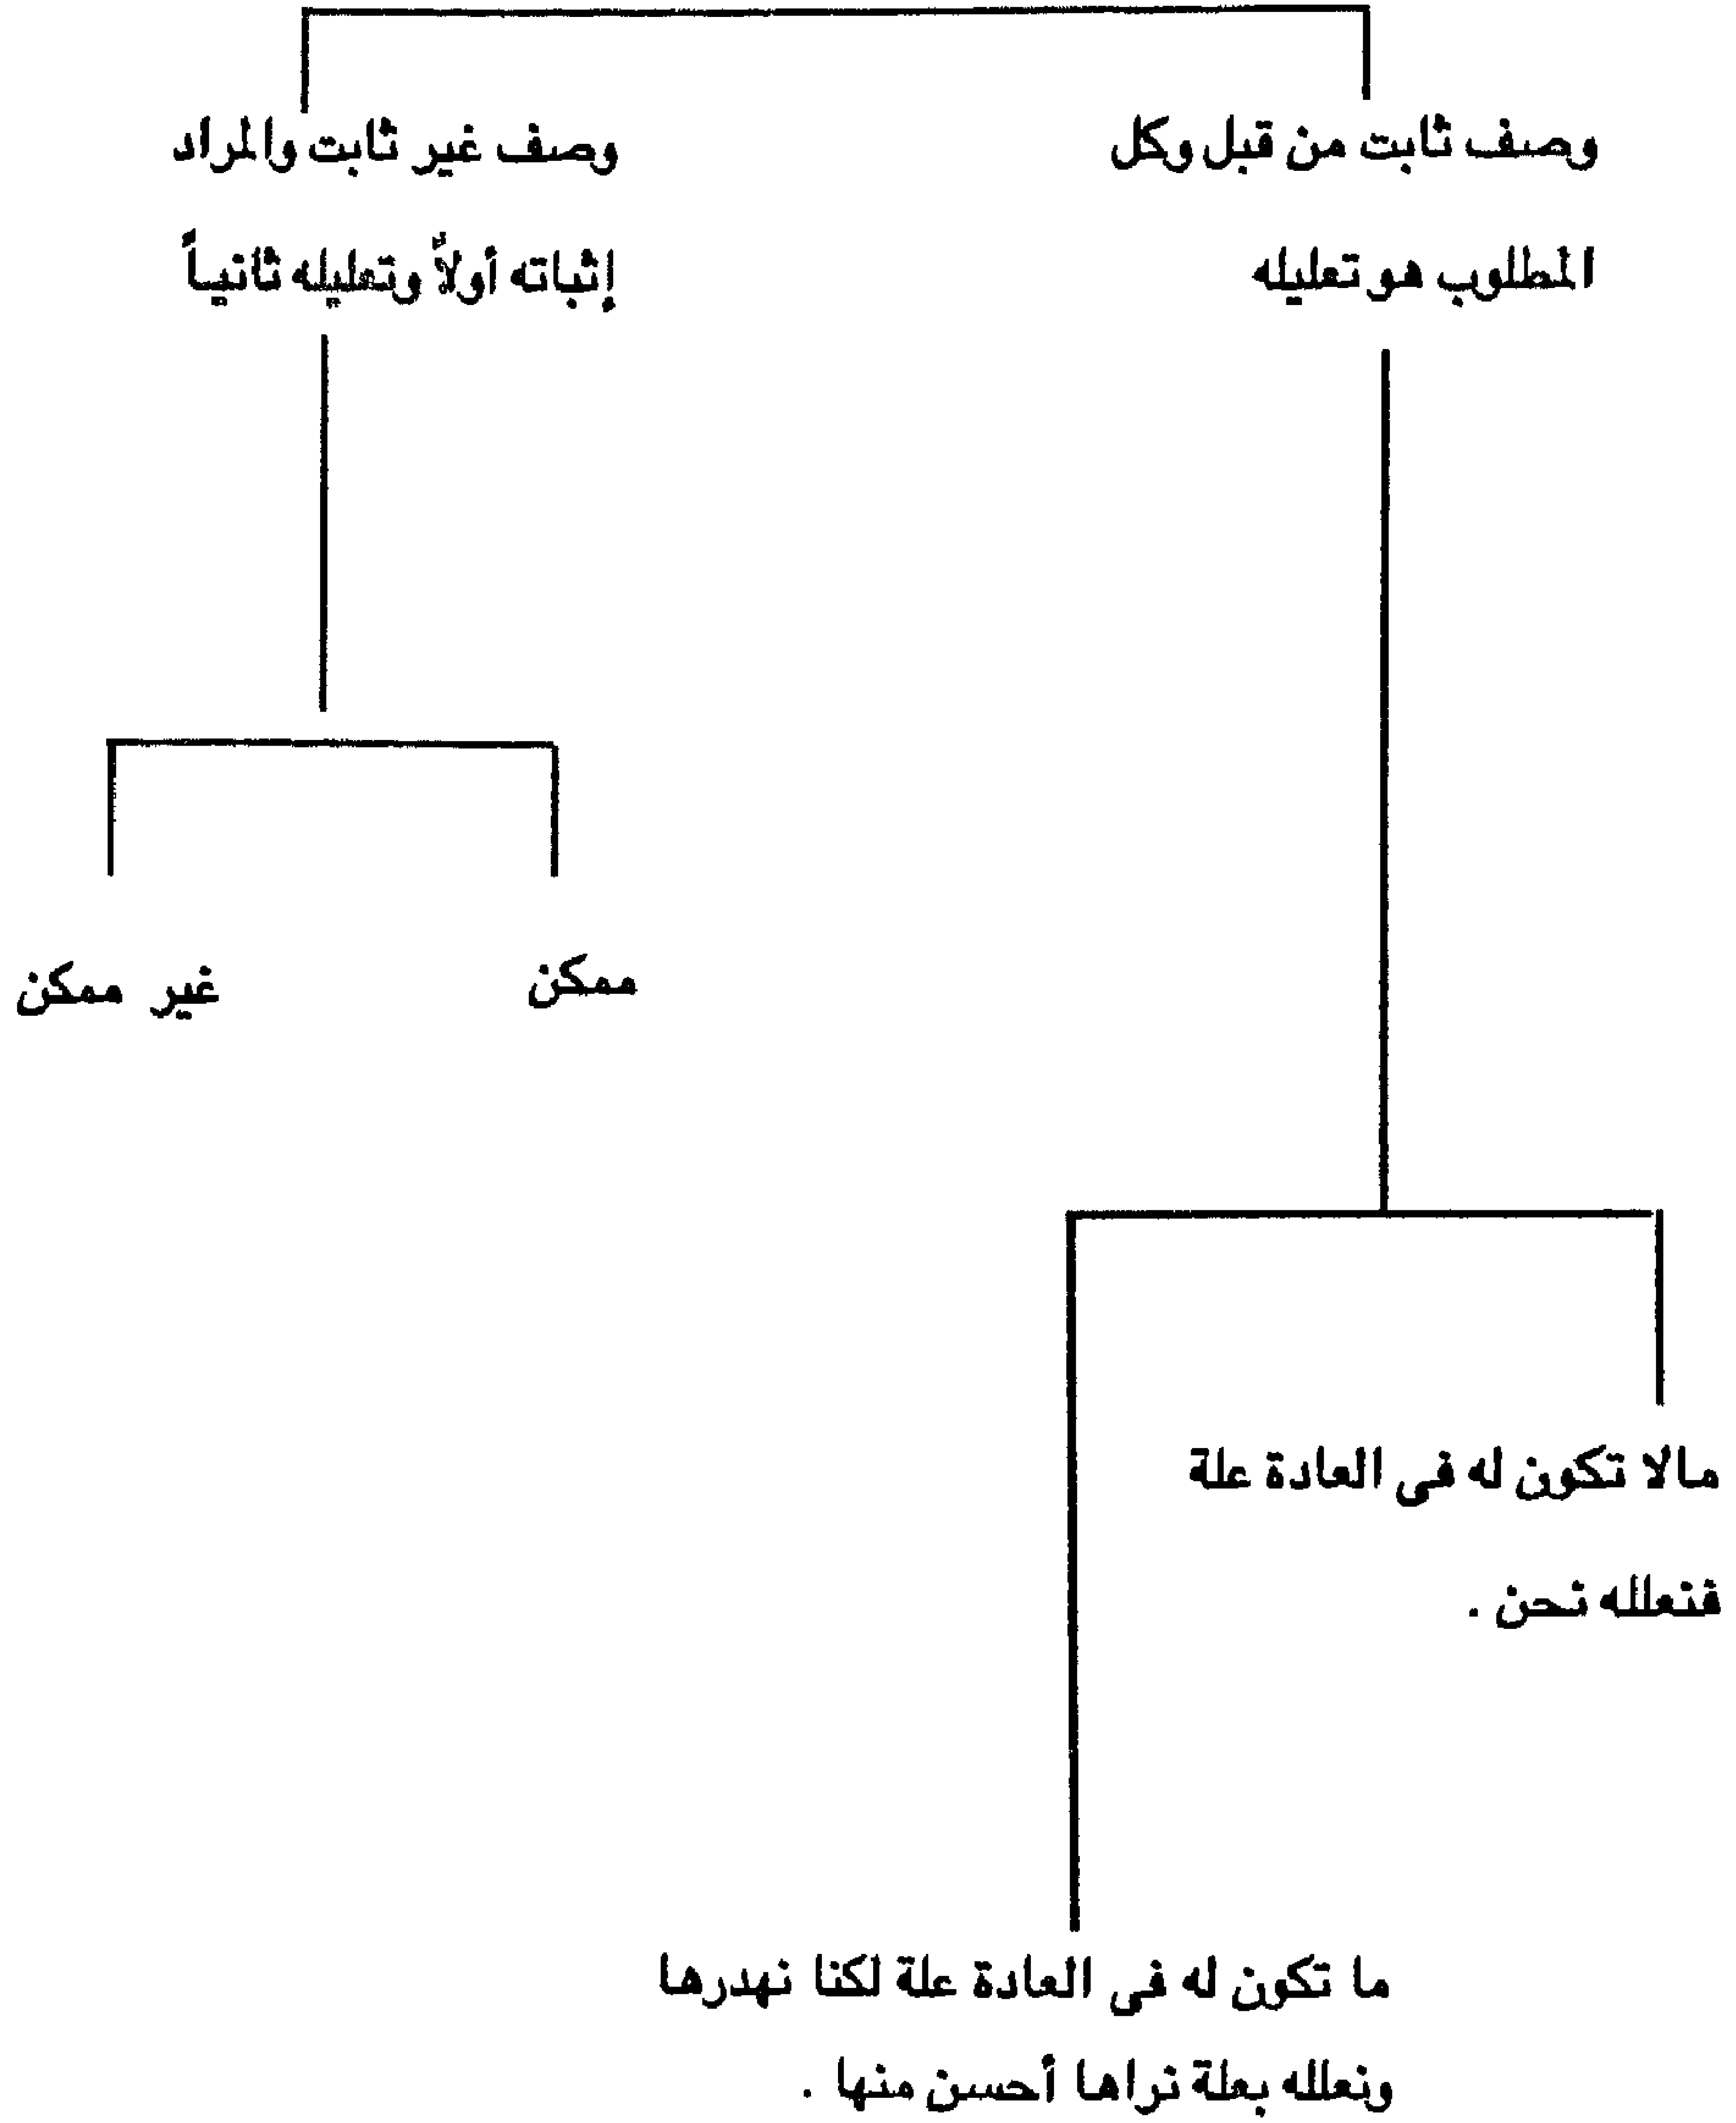 وصف ثابت من قبل وكل
المطلوب هو تعليله
وصف غير ثابت والمراد
إثباته أولاً وتعليله ثانياً
ممكن
غير ممكن
مالا تكون له فى العادة علة
فنعلله نحن .
ما تكون له فى العادة علة لكنا نهدرها
ونعلله بعلة نراها أحسن منها .